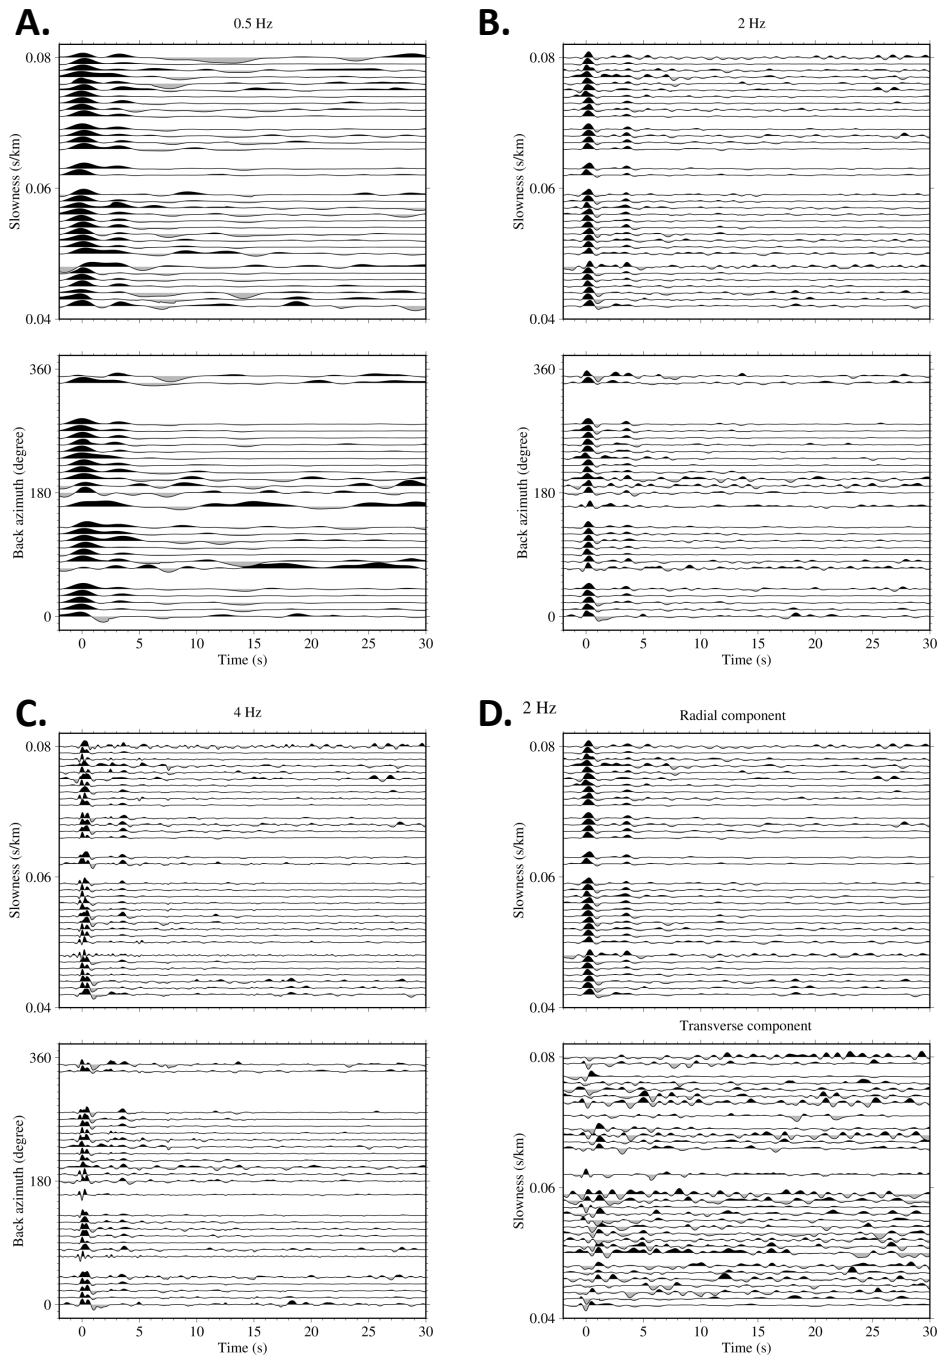 A.
0.5 Hz
0.08
0.06
0.04
Slowness (s/km)
360
180
0
Back azimuth (degree)
0 5 10 15 20 25 30
Time (s)
B.
2 Hz
0.08
0.06
0.04
Slowness (s/km)
360
180
0
Back azimuth (degree)
0 5 10 15 20 25 30
Time (s)
C.
4 Hz
0.08
0.06
0.04
Slowness (s/km)
360
180
0
Back azimuth (degree)
0 5 10 15 20 25 30
Time (s)
D. 2 Hz
Radial component
0.08
0.06
0.04
Slowness (s/km)
Transverse component
0.08
0.06
0.04
Slowness (s/km)
0 5 10 15 20 25 30
Time (s)